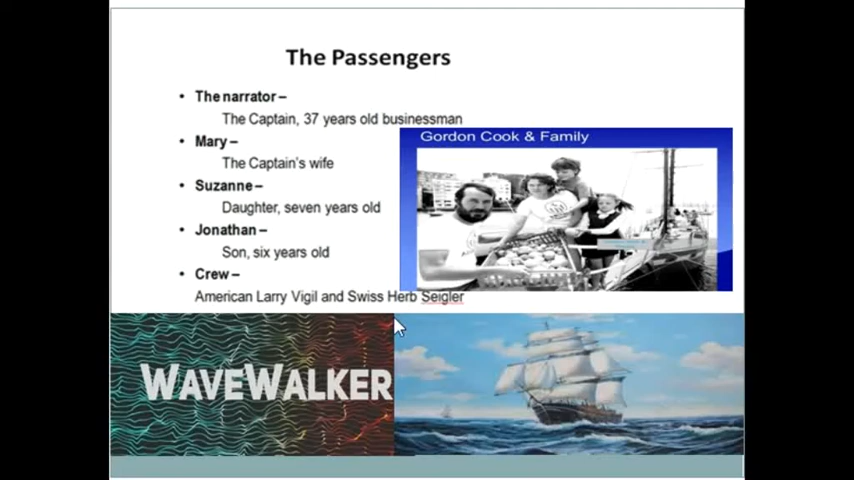 The Passengers
• The narrator –
The Captain, 37 years old businessman
• Mary –
The Captain's wife
• Suzanne –
Daughter, seven years old
• Jonathan –
Son, six years old
• Crew –
American Larry Vigil and Swiss Herb Seigler
Gordon Cook & Family
WAVEWALKER